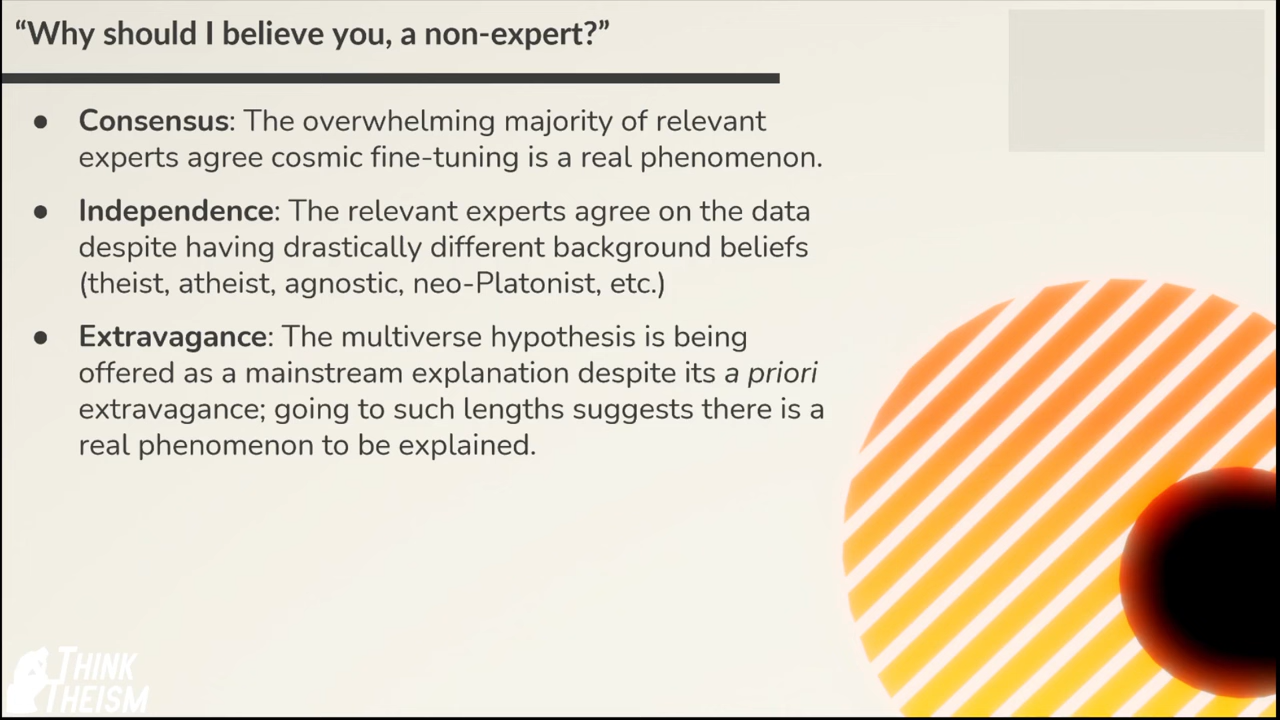 “Why should I believe you, a non-expert?”
● Consensus: The overwhelming majority of relevant
experts agree cosmic fine-tuning is a real phenomenon.
● Independence: The relevant experts agree on the data
despite having drastically different background beliefs
(theist, atheist, agnostic, neo-Platonist, etc.)
● Extravagance: The multiverse hypothesis is being
offered as a mainstream explanation despite its a priori
extravagance; going to such lengths suggests there is a
real phenomenon to be explained.
THINK
THEISM